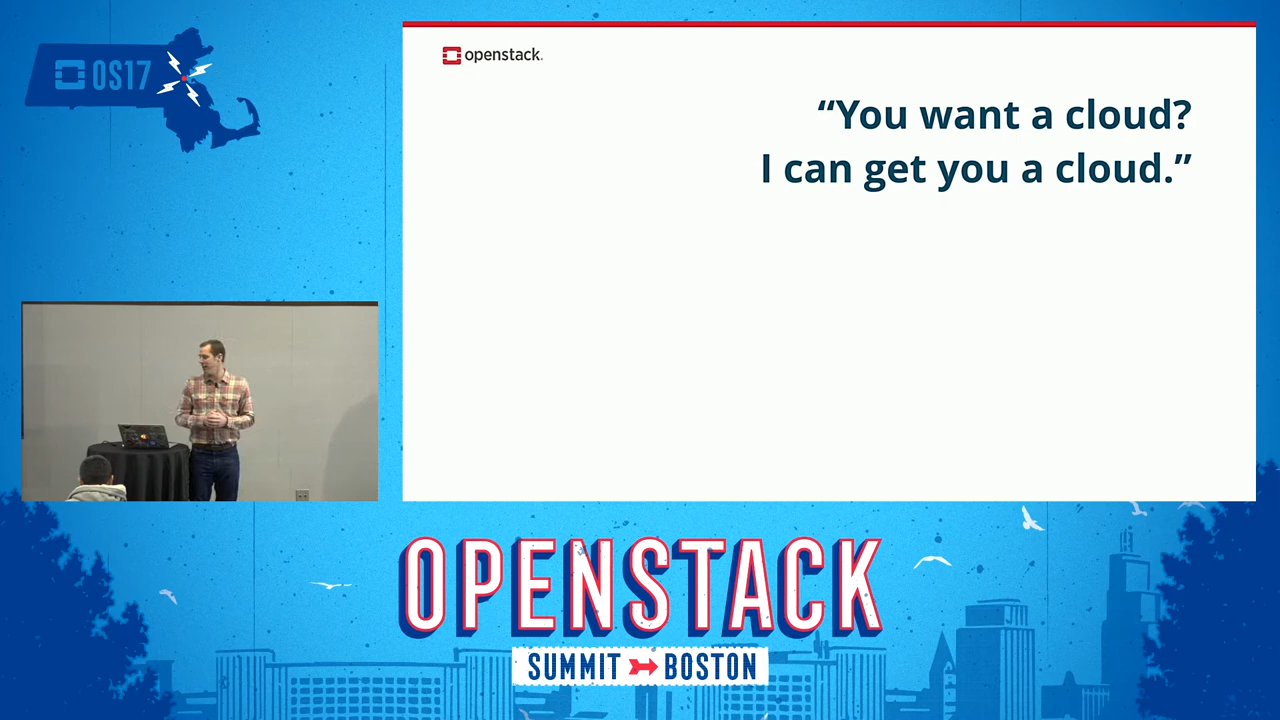 OS17
openstack.
“You want a cloud?
I can get you a cloud.”
OPENSTACK
SUMMIT BOSTON